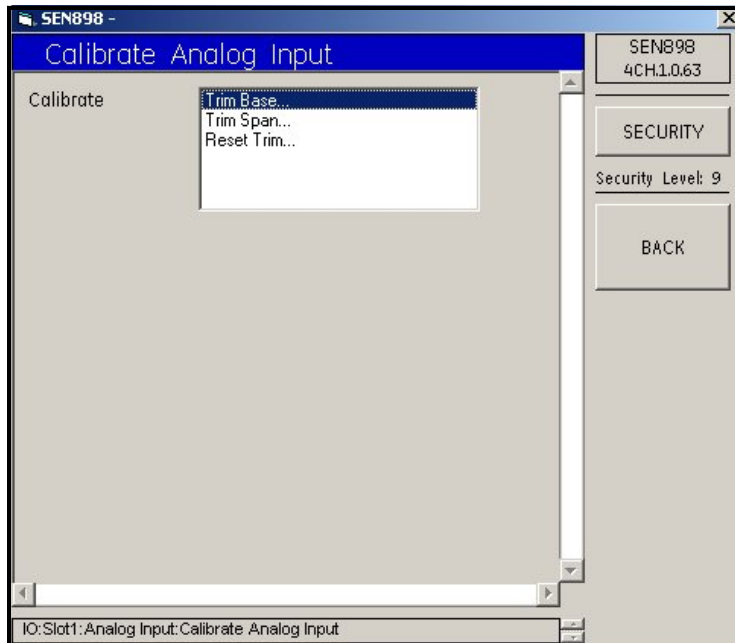 SEN898 -
Calibrate Analog Input
SEN898
4CH.1.0.63
Calibrate
Trim Base...
Trim Span...
Reset Trim...
SECURITY
Security Level: 9
BACK
IO:Slot1:Analog Input:Calibrate Analog Input